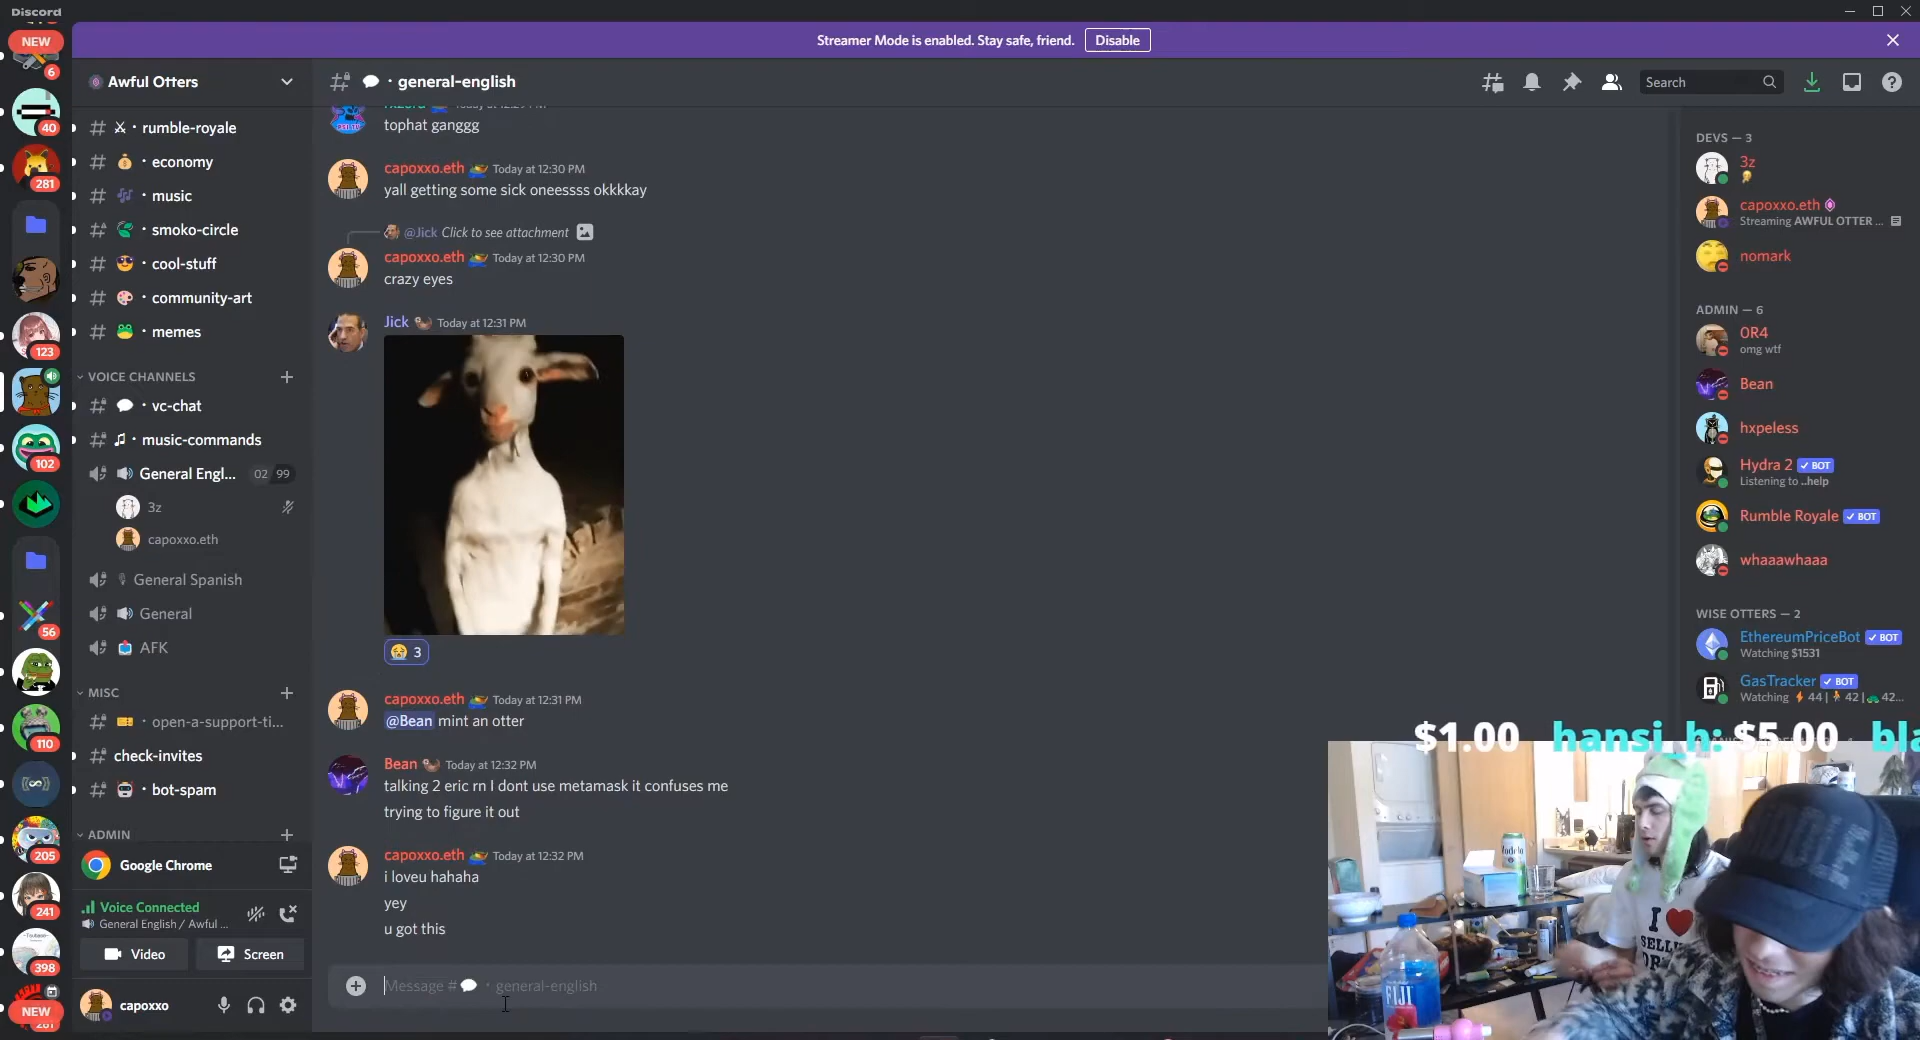 Discord
Streamer Mode is enabled. Stay safe, friend. Disable
NEW
6
40
281
123
102
56
110
205
241
398
NEW
Awful Otters
rumble-royale
economy
music
smoko-circle
cool-stuff
community-art
memes
VOICE CHANNELS
vc-chat
music-commands
General Engl... 02 99
3z
capoxxo.eth
General Spanish
General
AFK
MISC
open-a-support-ti...
check-invites
bot-spam
ADMIN
Google Chrome
Voice Connected
General English / Awful ...
Video Screen
capoxxo
general-english
Search
tophat ganggg
capoxxo.eth Today at 12:30 PM
yall getting some sick oneessss okkkkay
@Jick Click to see attachment
capoxxo.eth Today at 12:30 PM
crazy eyes
Jick Today at 12:31 PM
3
capoxxo.eth Today at 12:31 PM
@Bean mint an otter
Bean Today at 12:32 PM
talking 2 eric rn I dont use metamask it confuses me
trying to figure it out
capoxxo.eth Today at 12:32 PM
i loveu hahaha
yey
u got this
Message # · general-english
DEVS — 3
3z
capoxxo.eth
Streaming AWFUL OTTER ...
nomark
ADMIN — 6
0R4
omg wtf
Bean
hxpeless
Hydra 2 BOT
Listening to ..help
Rumble Royale BOT
whaaawhaaa
WISE OTTERS — 2
EthereumPriceBot BOT
Watching $1531
GasTracker BOT
Watching 44 | 42 | 42...
$1.00 hansi_h: $5.00 bla
Modelo
FIJI
I